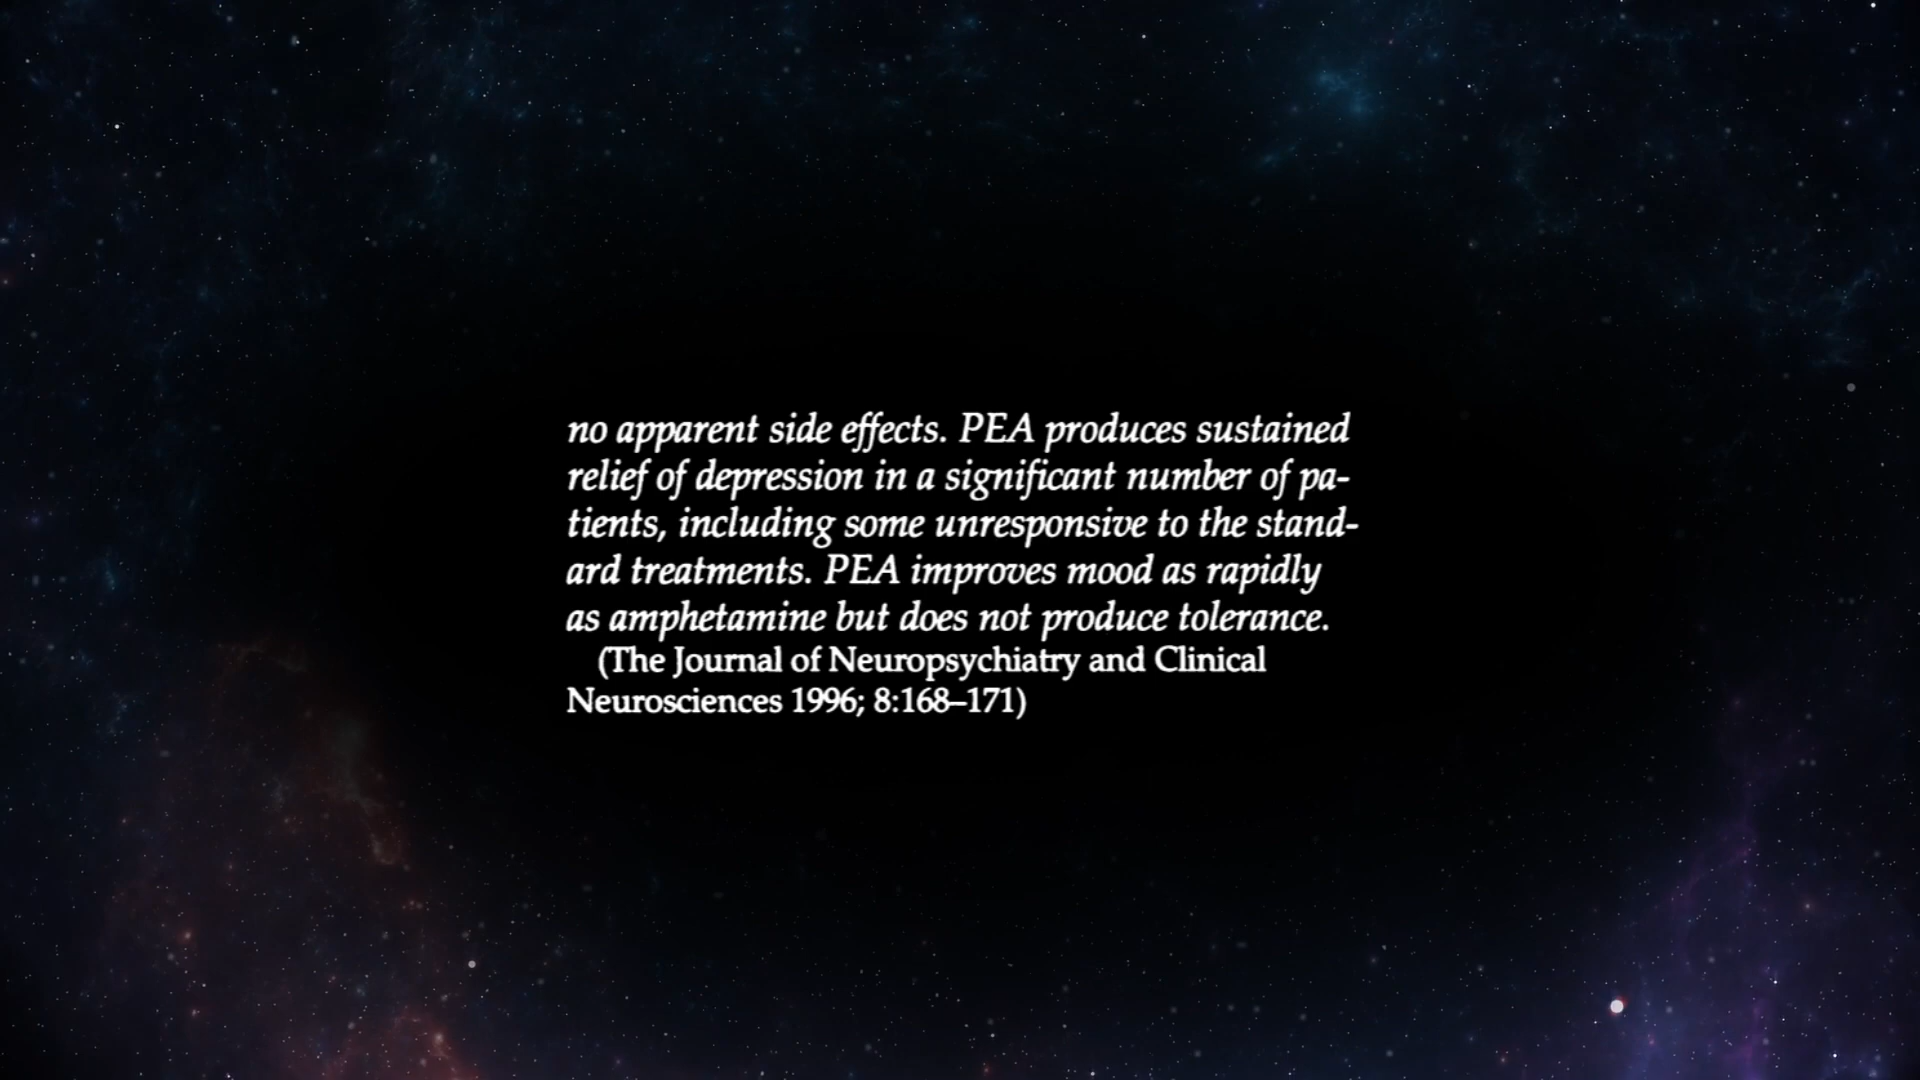 no apparent side effects. PEA produces sustained
relief of depression in a significant number of pa-
tients, including some unresponsive to the stand-
ard treatments. PEA improves mood as rapidly
as amphetamine but does not produce tolerance.
(The Journal of Neuropsychiatry and Clinical
Neurosciences 1996; 8:168–171)